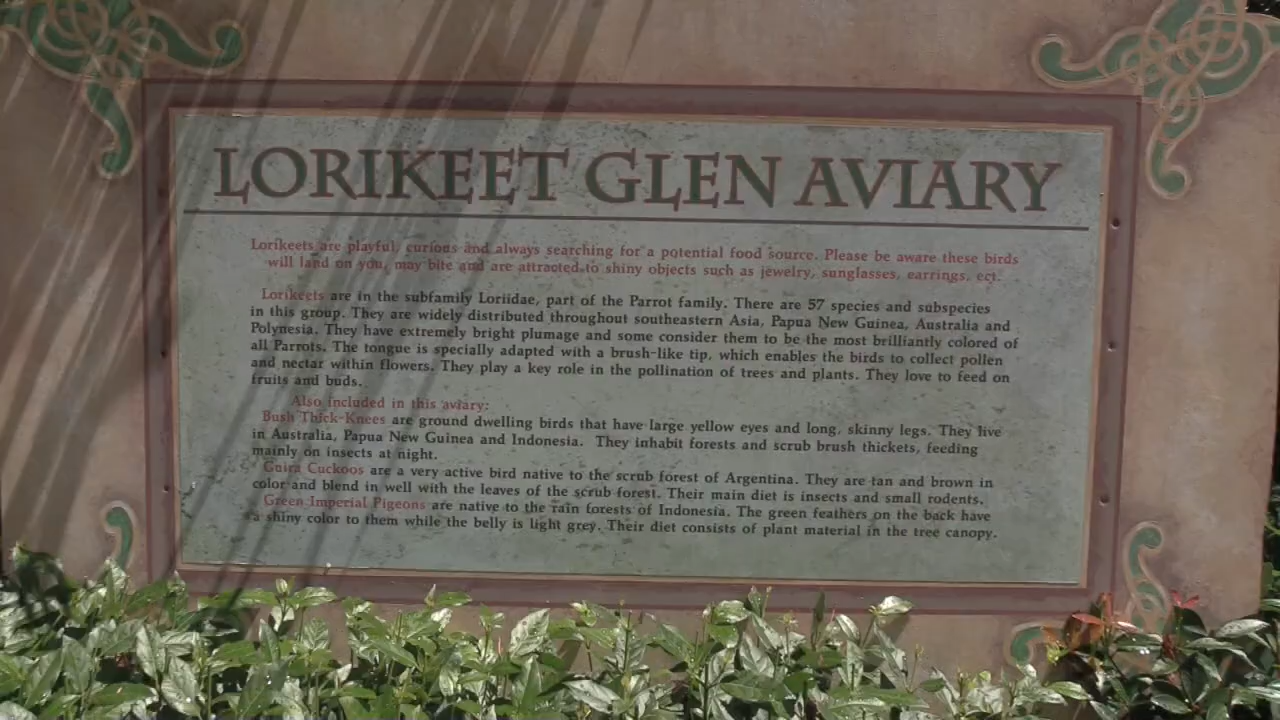 LORIKEET GLEN AVIARY
Lorikeets are playful, curious and always searching for a potential food source. Please be aware these birds
will land on you, may bite and are attracted to shiny objects such as jewelry, sunglasses, earrings, ect.
Lorikeets are in the subfamily Loriidae, part of the Parrot family. There are 57 species and subspecies
in this group. They are widely distributed throughout southeastern Asia, Papua New Guinea, Australia and
Polynesia. They have extremely bright plumage and some consider them to be the most brilliantly colored of
all Parrots. The tongue is specially adapted with a brush-like tip, which enables the birds to collect pollen
and nectar within flowers. They play a key role in the pollination of trees and plants. They love to feed on
fruits and buds.
Also included in this aviary:
Bush Thick-Knees are ground dwelling birds that have large yellow eyes and long, skinny legs. They live
in Australia, Papua New Guinea and Indonesia. They inhabit forests and scrub brush thickets, feeding
mainly on insects at night.
Guira Cuckoos are a very active bird native to the scrub forest of Argentina. They are tan and brown in
color and blend in well with the leaves of the scrub forest. Their main diet is insects and small rodents.
Green Imperial Pigeons are native to the rain forests of Indonesia. The green feathers on the back have
a shiny color to them while the belly is light grey. Their diet consists of plant material in the tree canopy.